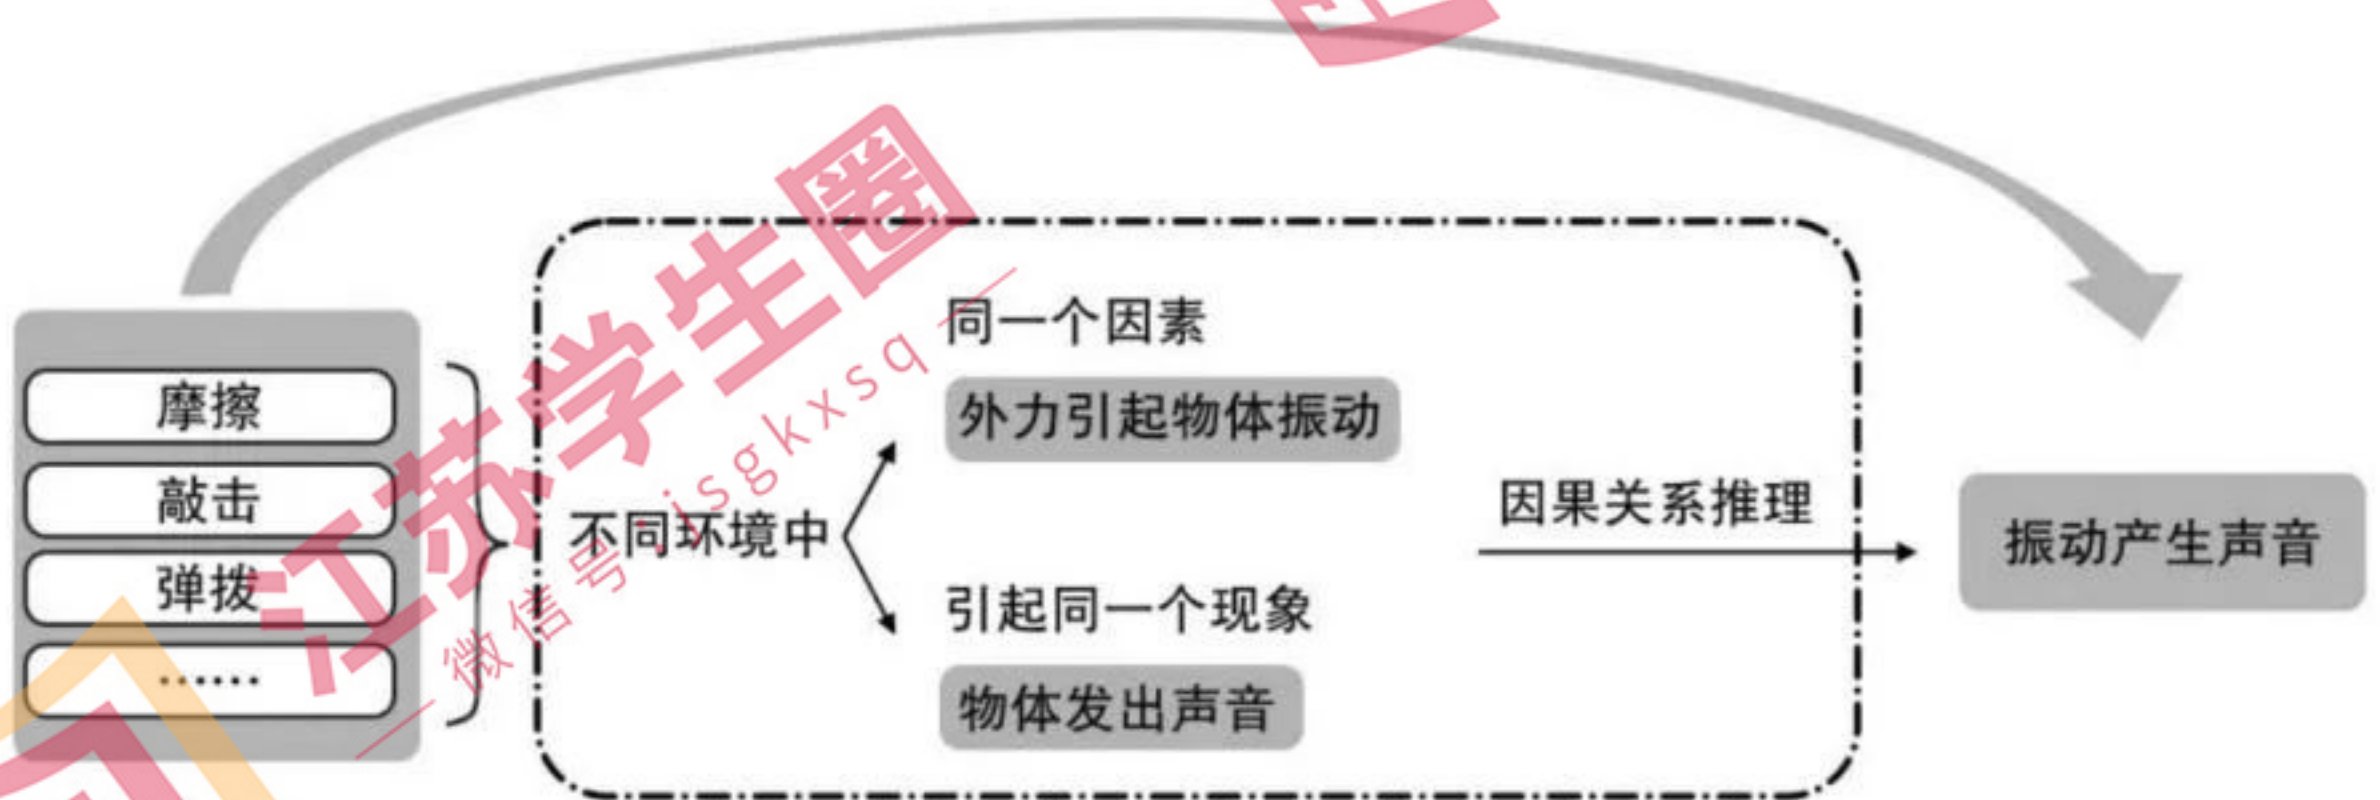 摩擦
敲击
弹拨
……
不同环境中
同一个因素
外力引起物体振动
引起同一个现象
物体发出声音
因果关系推理
振动产生声音
江苏学生圈
微信号:jsgkxsq